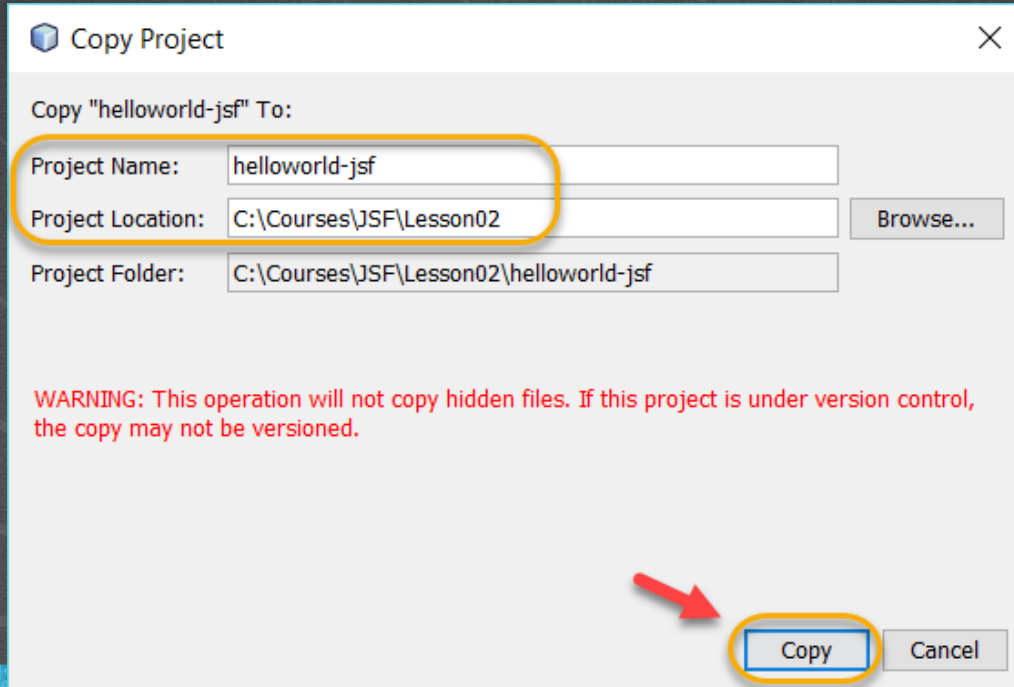 Copy Project
Copy "helloworld-jsf" To:
Project Name: helloworld-jsf
Project Location: C:\Courses\JSF\Lesson02 Browse...
Project Folder: C:\Courses\JSF\Lesson02\helloworld-jsf
WARNING: This operation will not copy hidden files. If this project is under version control,
the copy may not be versioned.
Copy Cancel